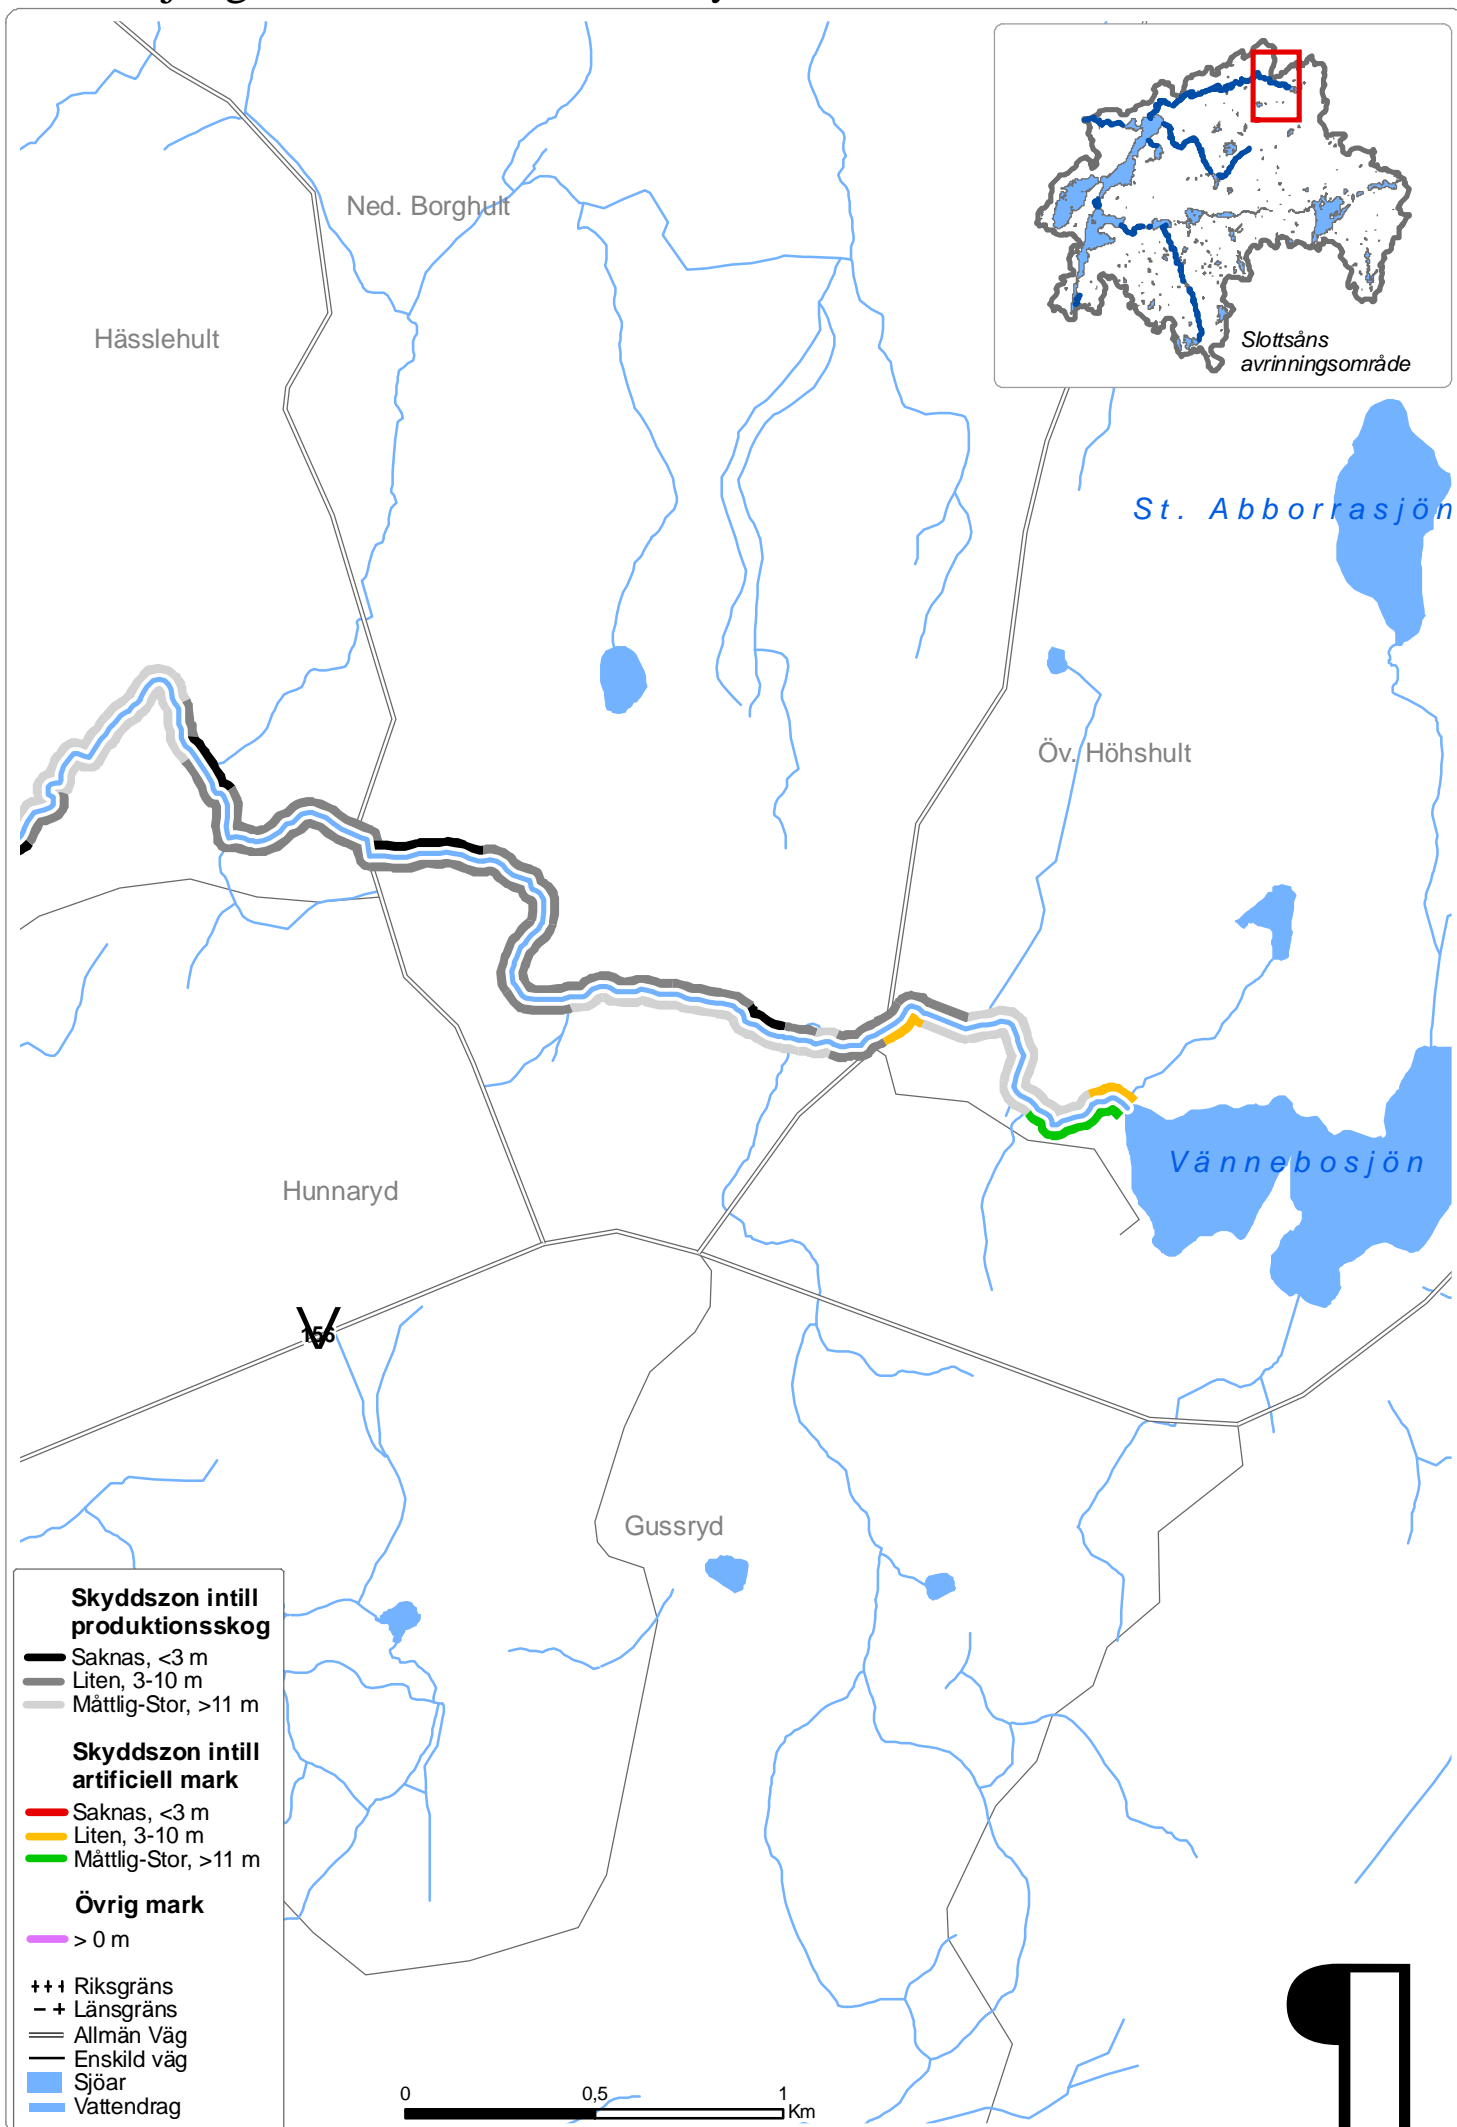 Slottsåns
avrinningsområde
Ned. Borghult
Hässlehult
St. Abborrasjön
Öv. Höhshult
Vännebosjön
Hunnaryd
156
Gussryd
Skyddszon intill
produktionsskog
Saknas, <3 m
Liten, 3-10 m
Måttlig-Stor, >11 m
Skyddszon intill
artificiell mark
Saknas, <3 m
Liten, 3-10 m
Måttlig-Stor, >11 m
Övrig mark
> 0 m
Riksgräns
Länsgräns
Allmän Väg
Enskild väg
Sjöar
Vattendrag
0 0,5 1
Km
¶